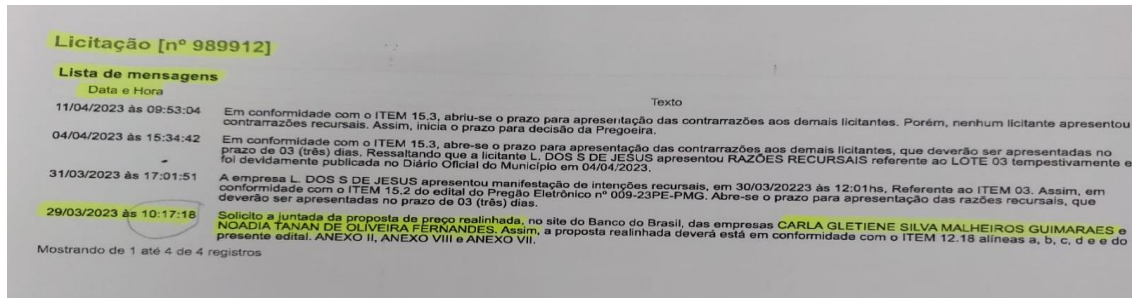 Licitação [nº 989912]
Lista de mensagens
Data e Hora
Texto
11/04/2023 às 09:53:04 Em conformidade com o ITEM 15.3, abriu-se o prazo para apresentação das contrarrazões aos demais licitantes. Porém, nenhum licitante apresentou
contrarrazões recursais. Assim, inicia o prazo para decisão da Pregoeira.
04/04/2023 às 15:34:42 Em conformidade com o ITEM 15.3, abre-se o prazo para apresentação das contrarrazões aos demais licitantes, que deverão ser apresentadas no
prazo de 03 (três) dias. Ressaltando que a licitante L. DOS S DE JESUS apresentou RAZÕES RECURSAIS referente ao LOTE 03 tempestivamente e
foi devidamente publicada no Diário Oficial do Município em 04/04/2023.
31/03/2023 às 17:01:51 A empresa L. DOS S DE JESUS apresentou manifestação de intenções recursais, em 30/03/20223 às 12:01hs, Referente ao ITEM 03. Assim, em
conformidade com o ITEM 15.2 do edital do Pregão Eletrônico nº 009-23PE-PMG. Abre-se o prazo para apresentação das razões recursais, que
deverão ser apresentadas no prazo de 03 (três) dias.
29/03/2023 às 10:17:18 Solicito a juntada da proposta de preço realinhada, no site do Banco do Brasil, das empresas CARLA GLETIENE SILVA MALHEIROS GUIMARAES e
NOADIA TANAN DE OLIVEIRA FERNANDES. Assim, a proposta realinhada deverá está em conformidade com o ITEM 12.18 alíneas a, b, c, d e e do
presente edital. ANEXO II, ANEXO VIII e ANEXO VII.
Mostrando de 1 até 4 de 4 registros